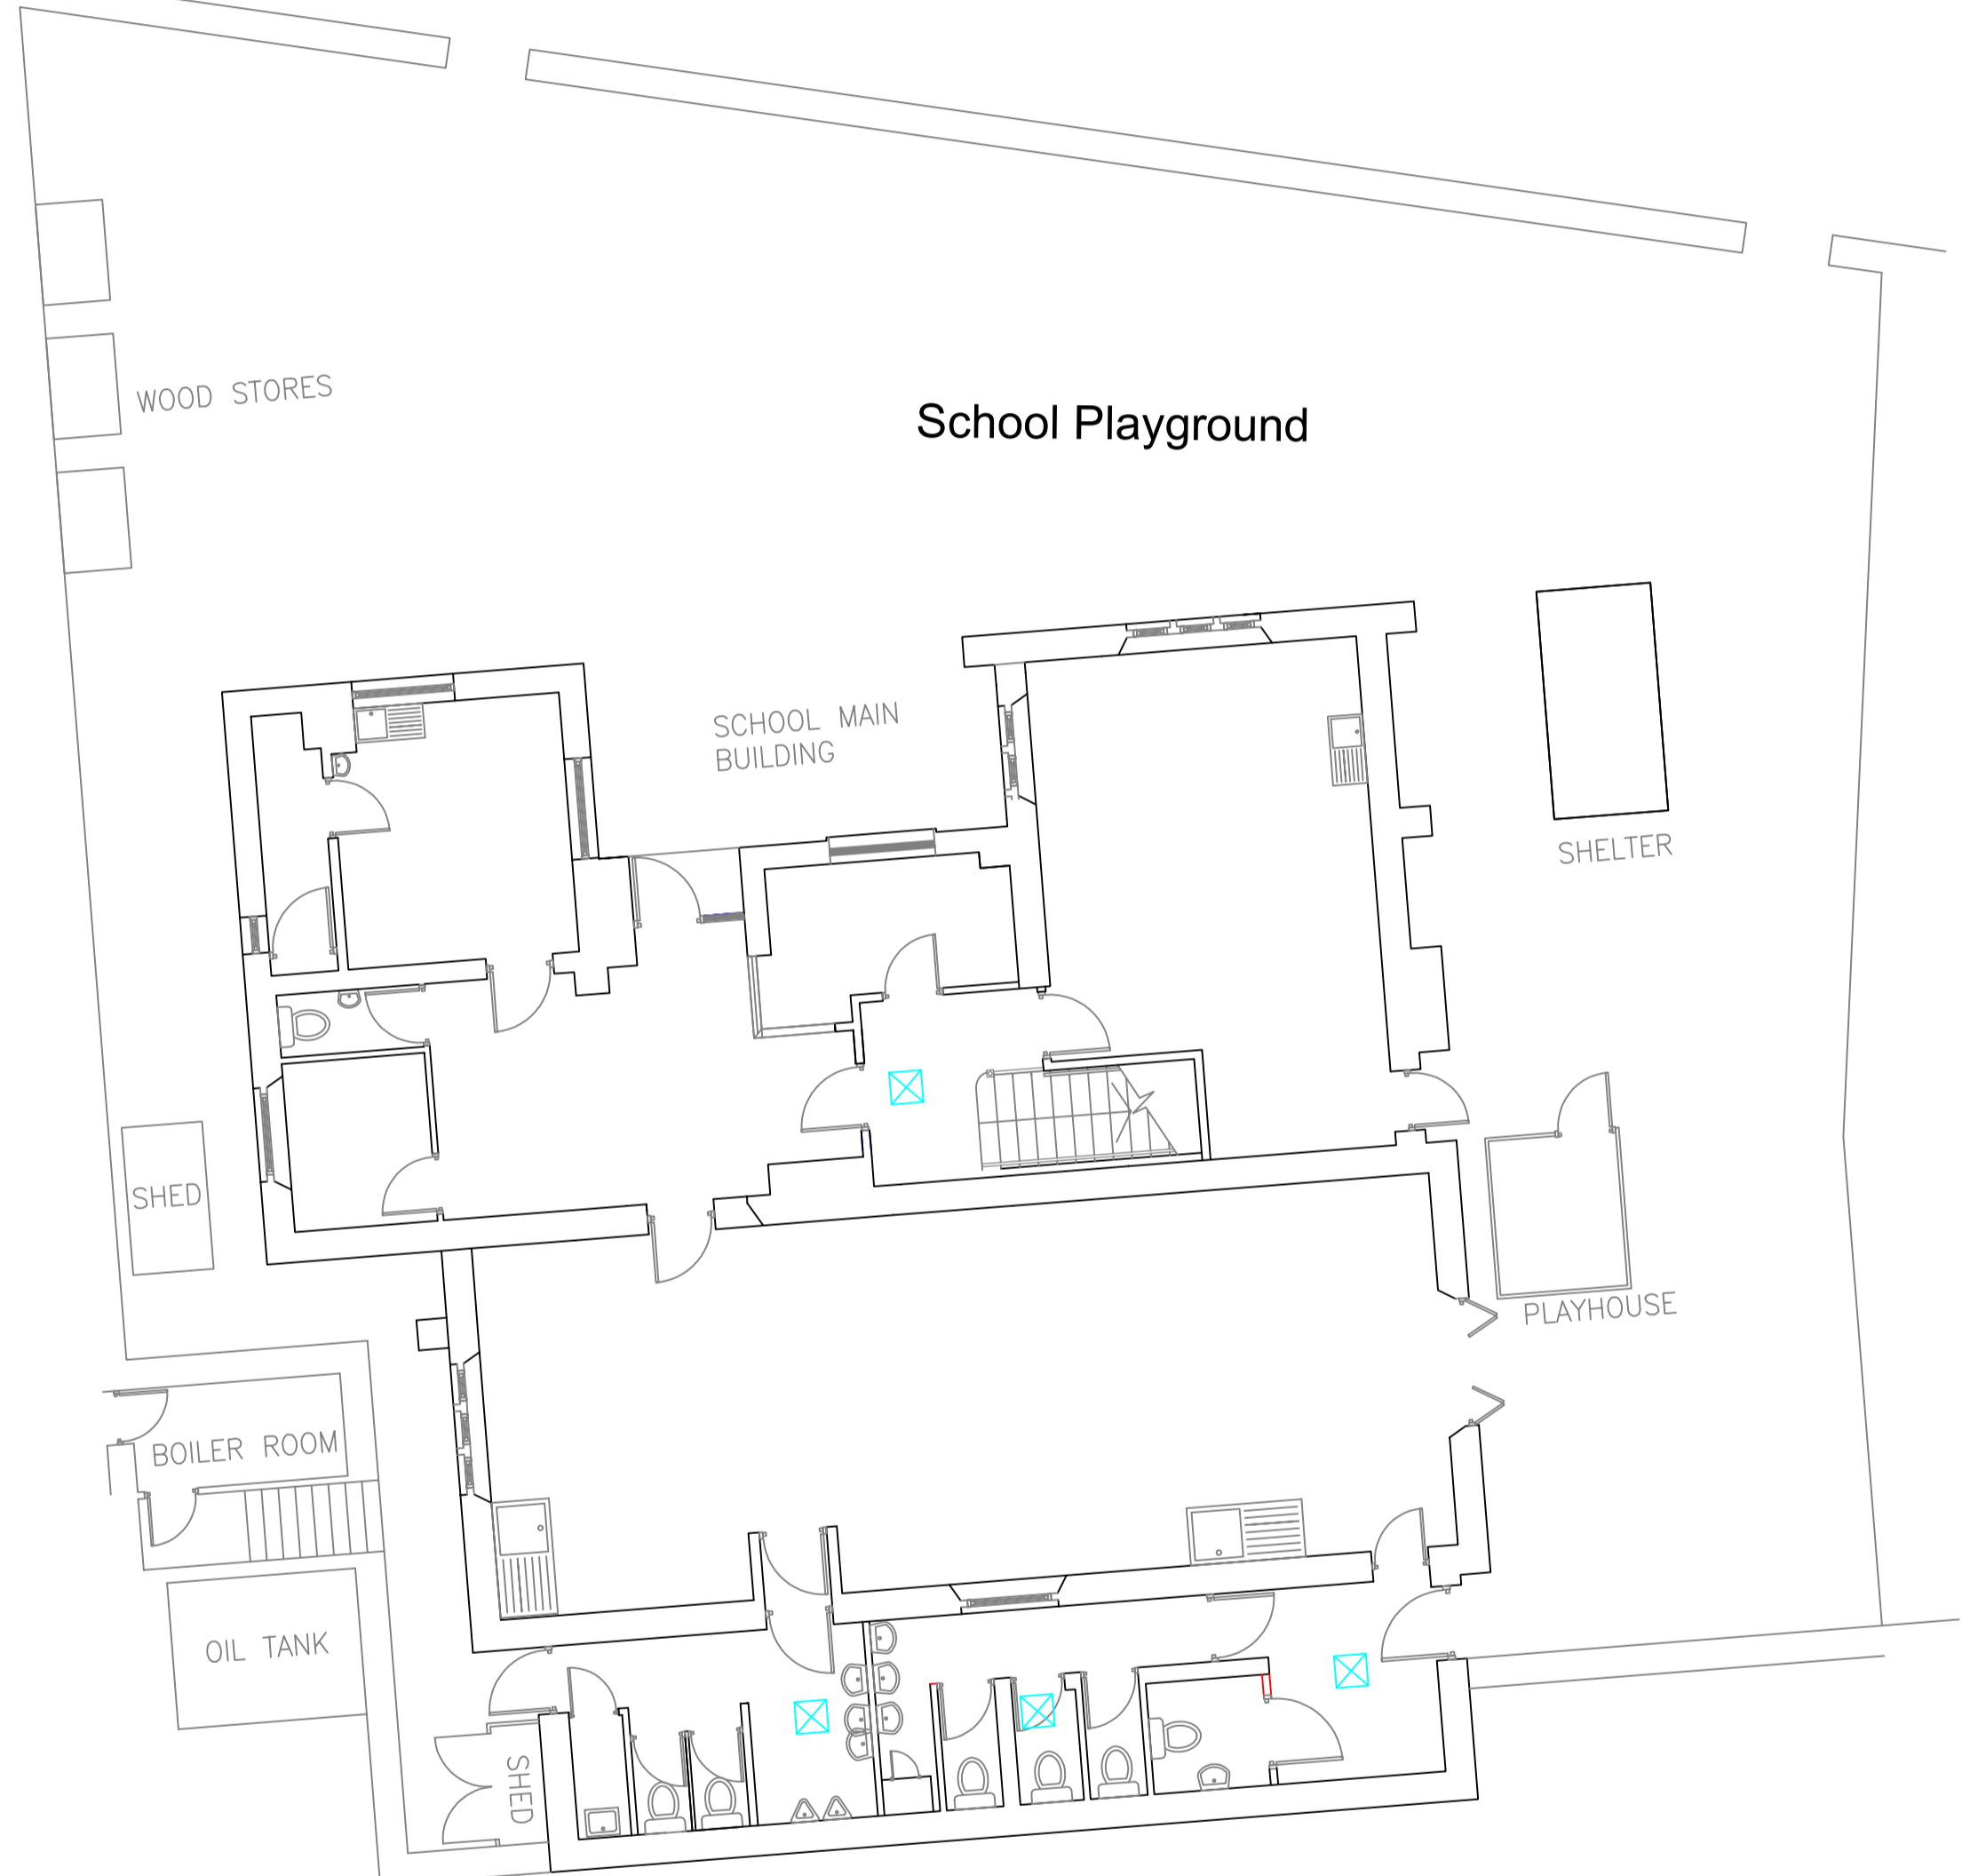 WOOD STORES
School Playground
SCHOOL MAIN
BUILDING
SHELTER
SHED
PLAYHOUSE
BOILER ROOM
OIL TANK
SHED